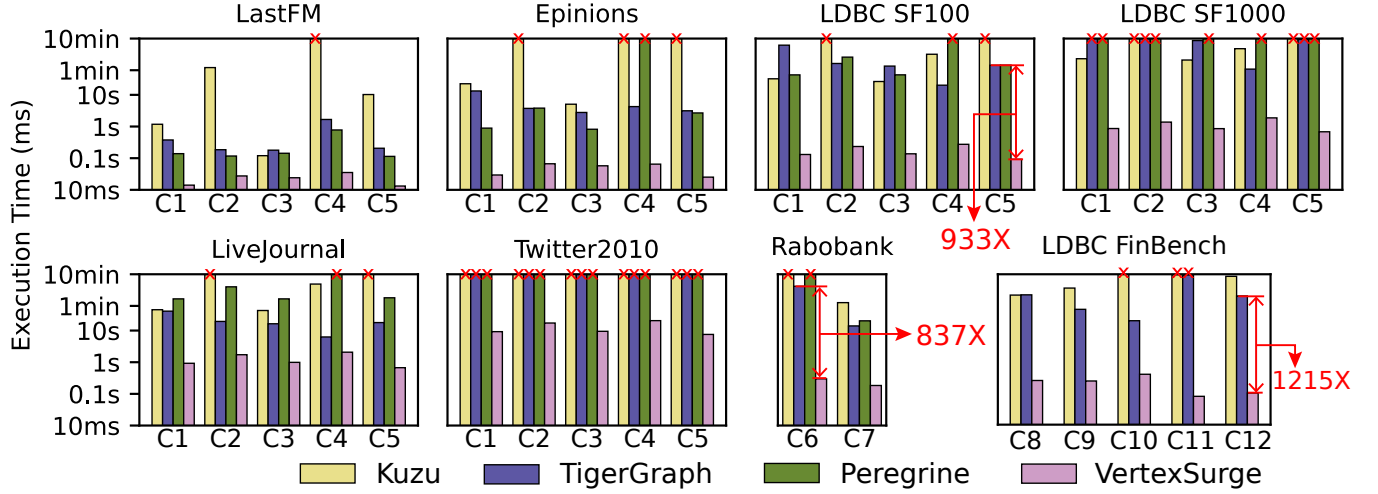 LastFM
Epinions
LDBC SF100
LDBC SF1000
Execution Time (ms)
10min
1min
10s
1s
0.1s
10ms
C1 C2 C3 C4 C5
C1 C2 C3 C4 C5
C1 C2 C3 C4 C5
C1 C2 C3 C4 C5
933X
LiveJournal
Twitter2010
Rabobank
LDBC FinBench
10min
1min
10s
1s
0.1s
10ms
837X
1215X
C1 C2 C3 C4 C5
C1 C2 C3 C4 C5
C6 C7
C8 C9 C10 C11 C12
Kuzu TigerGraph Peregrine VertexSurge